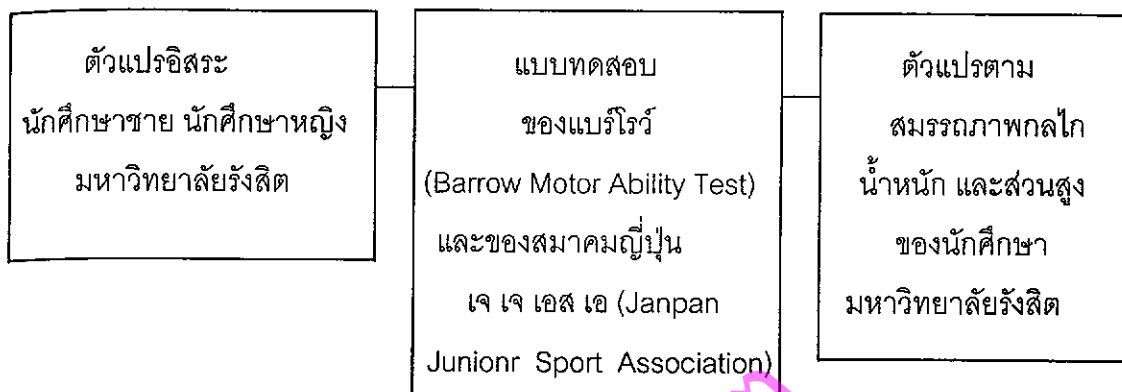 ตัวแปรอิสระ
นักศึกษาชาย นักศึกษาหญิง
มหาวิทยาลัยรังสิต
แบบทดสอบ
ของแบร์โรว์
(Barrow Motor Ability Test)
และของสมาคมญี่ปุ่น
เจ เจ เอส เอ (Janpan
Junionr Sport Association)
ตัวแปรตาม
สมรรถภาพกลไก
น้ำหนัก และส่วนสูง
ของนักศึกษา
มหาวิทยาลัยรังสิต